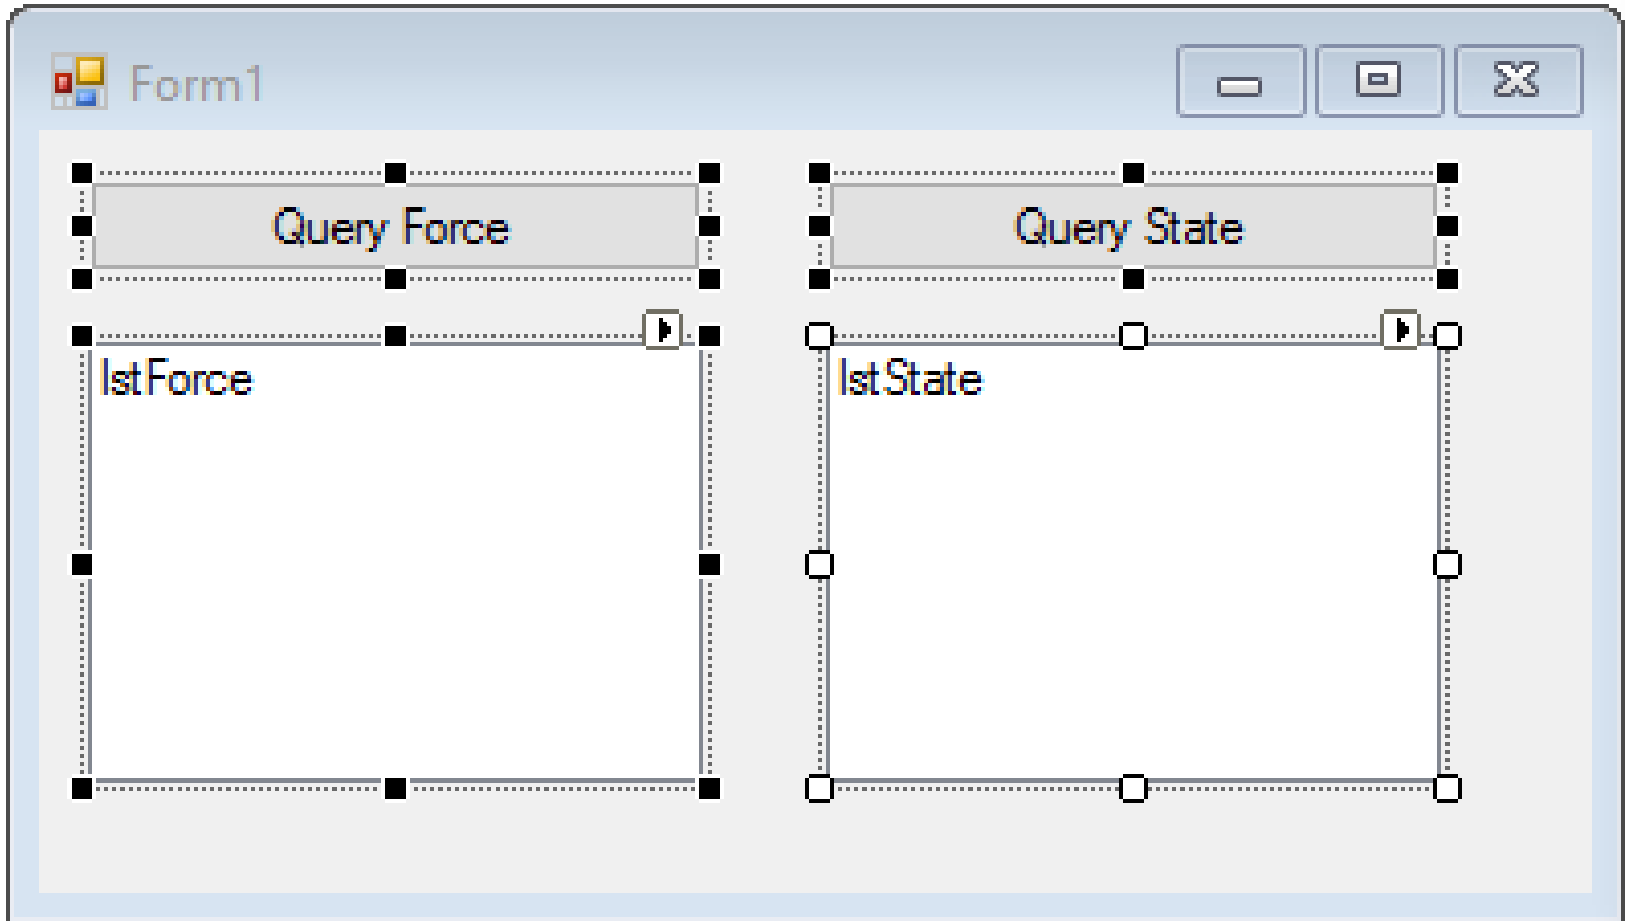 Form1
Query Force
Query State
lstForce
lstState